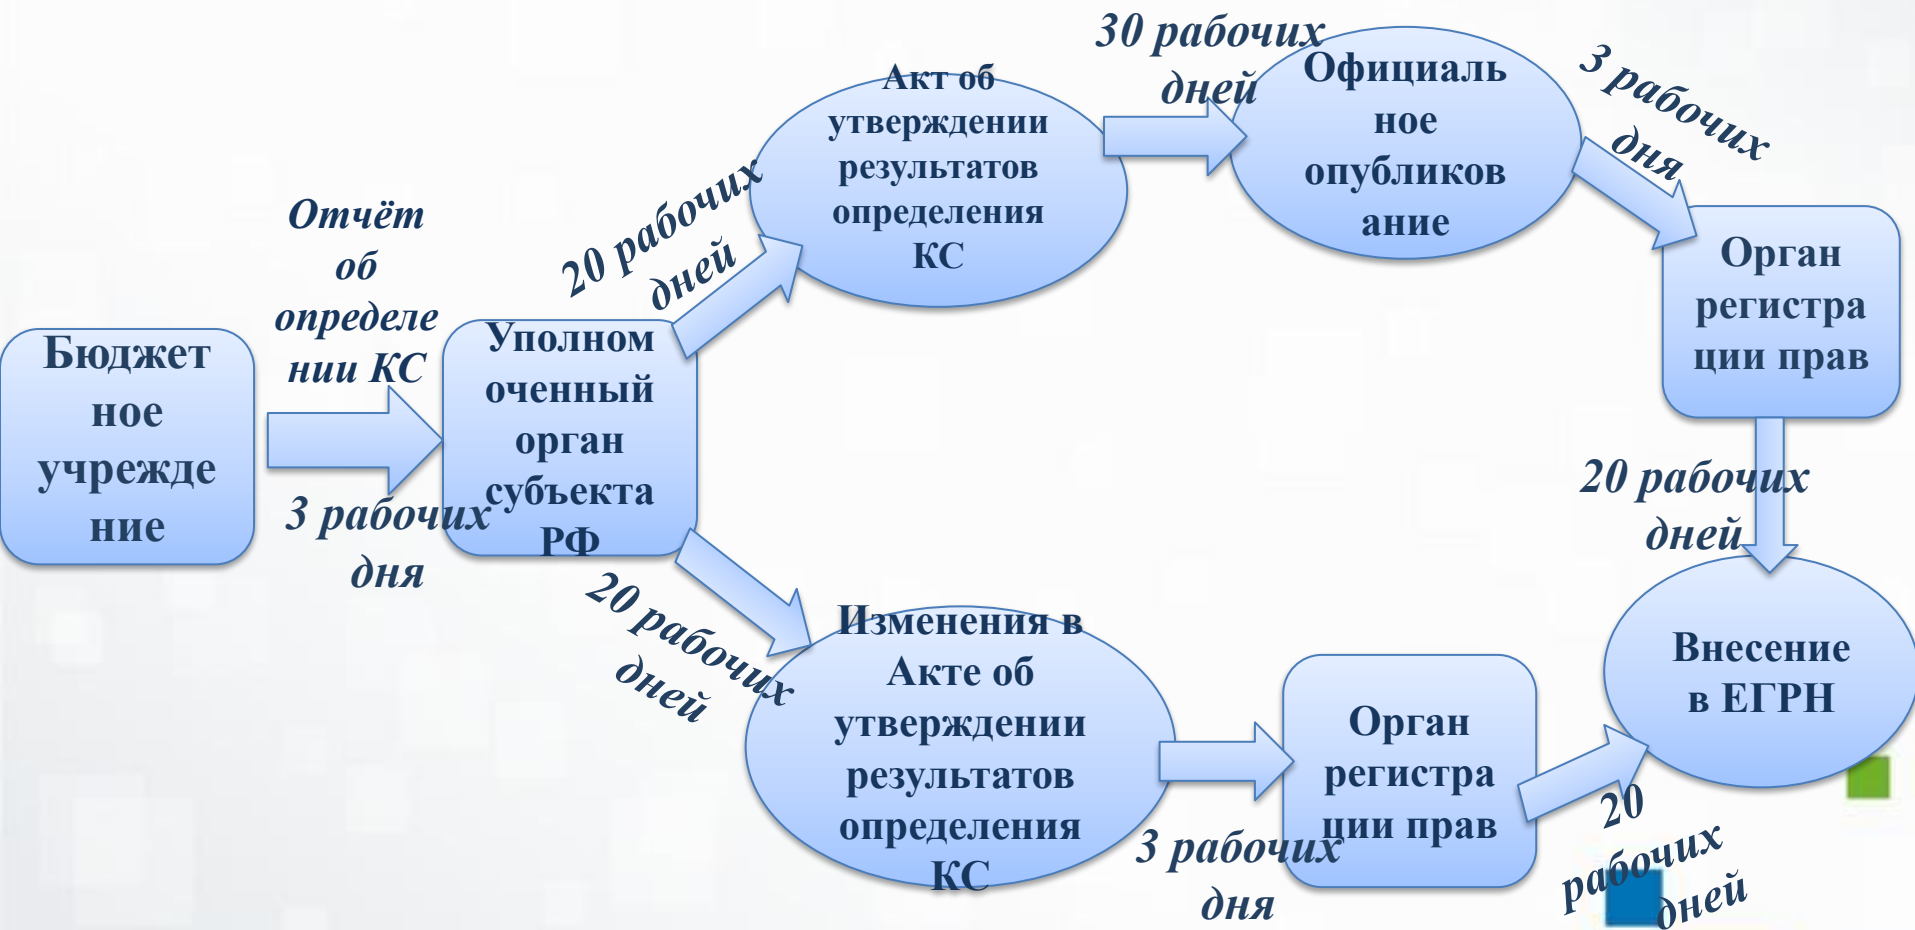 Бюджет
ное
учрежде
ние
Отчёт
об
определе
нии КС
3 рабочих
дня
Уполном
оченный
орган
субъекта
РФ
20 рабочих
дней
Акт об
утверждении
результатов
определения
КС
30 рабочих
дней
Официаль
ное
опубликов
ание
3 рабочих
дня
Орган
регистра
ции прав
20 рабочих
дней
20 рабочих
дней
Изменения в
Акте об
утверждении
результатов
определения
КС
3 рабочих
дня
Орган
регистра
ции прав
20
рабочих
дней
Внесение
в ЕГРН